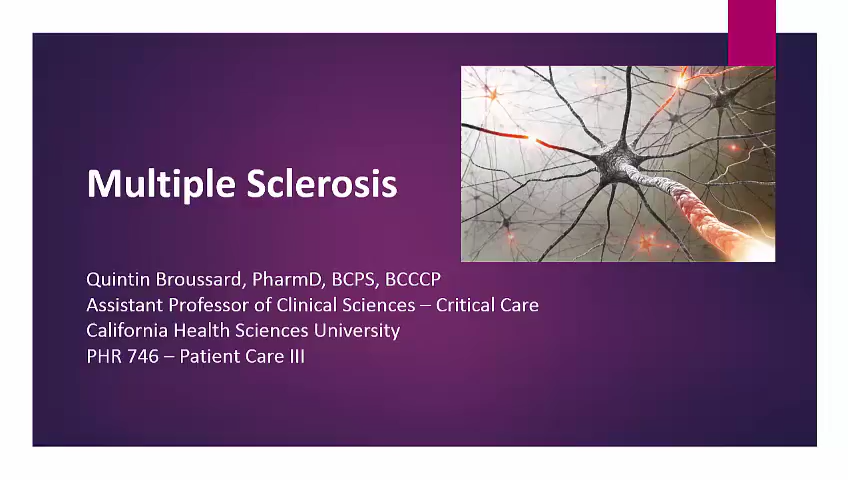 Multiple Sclerosis
Quintin Broussard, PharmD, BCPS, BCCCP
Assistant Professor of Clinical Sciences – Critical Care
California Health Sciences University
PHR 746 – Patient Care III